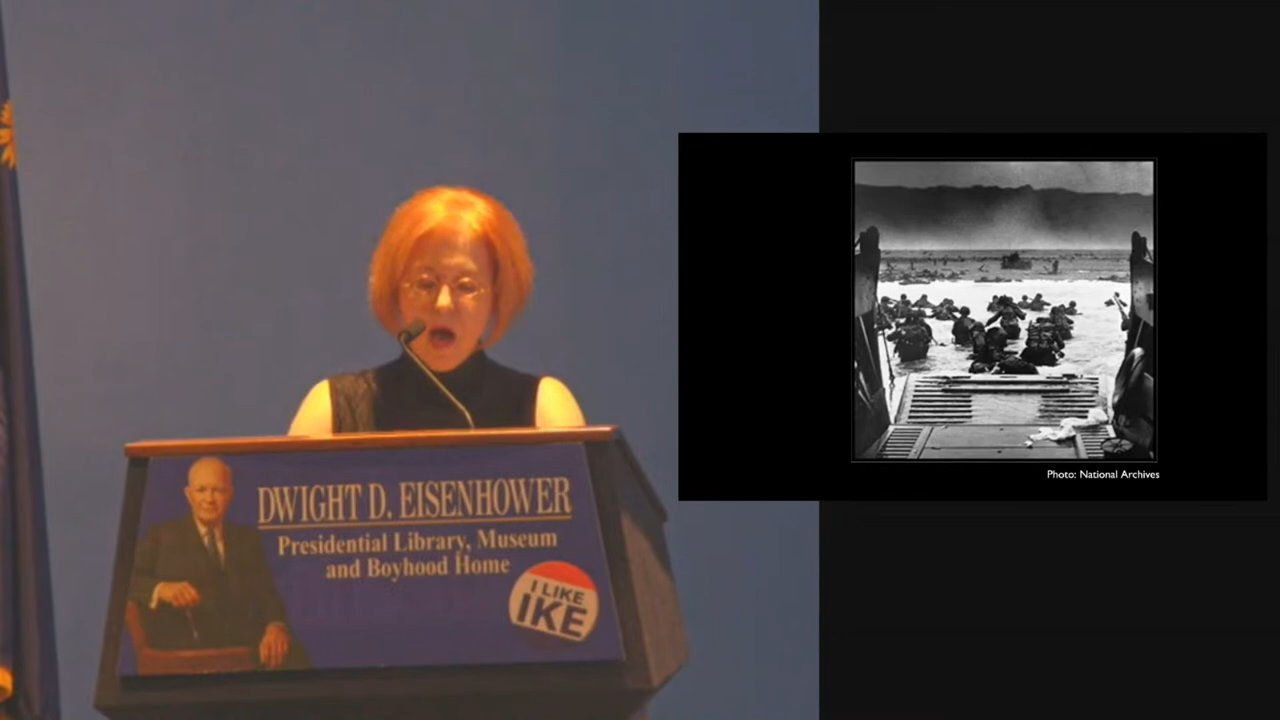 DWIGHT D. EISENHOWER
Presidential Library, Museum
and Boyhood Home
I LIKE
IKE
Photo: National Archives